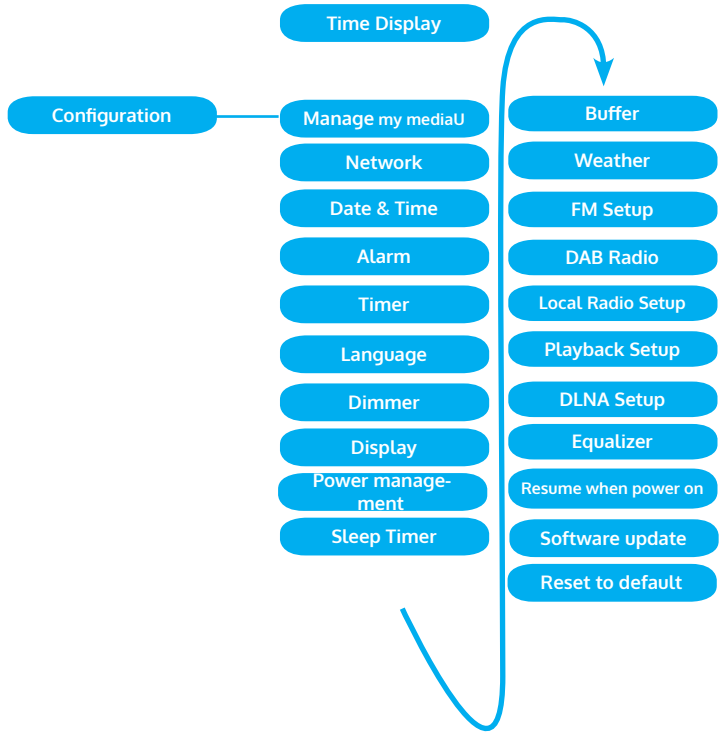 Time Display
Configuration
Manage my mediaU
Network
Date & Time
Alarm
Timer
Language
Dimmer
Display
Power manage-
ment
Sleep Timer
Buffer
Weather
FM Setup
DAB Radio
Local Radio Setup
Playback Setup
DLNA Setup
Equalizer
Resume when power on
Software update
Reset to default